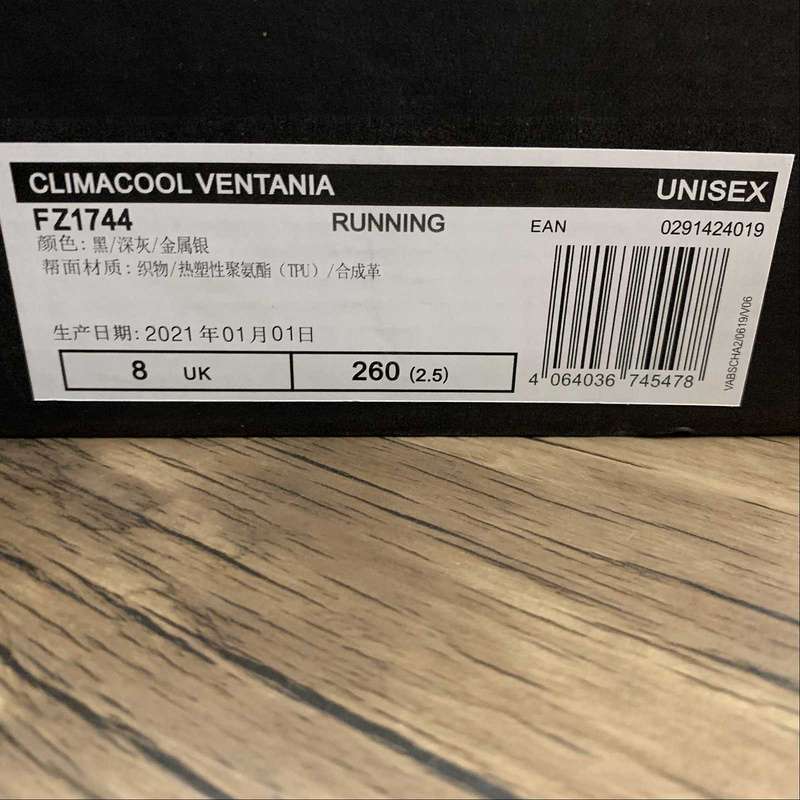 CLIMACOOL VENTANIA UNISEX
FZ1744 RUNNING EAN 0291424019
颜色: 黑/深灰/金属银
帮面材质: 织物/热塑性聚氨酯（TPU）/合成革
生产日期: 2021年01月01日
8 UK 260 (2.5)
4 064036 745478
VABSCHA2/0619/V06